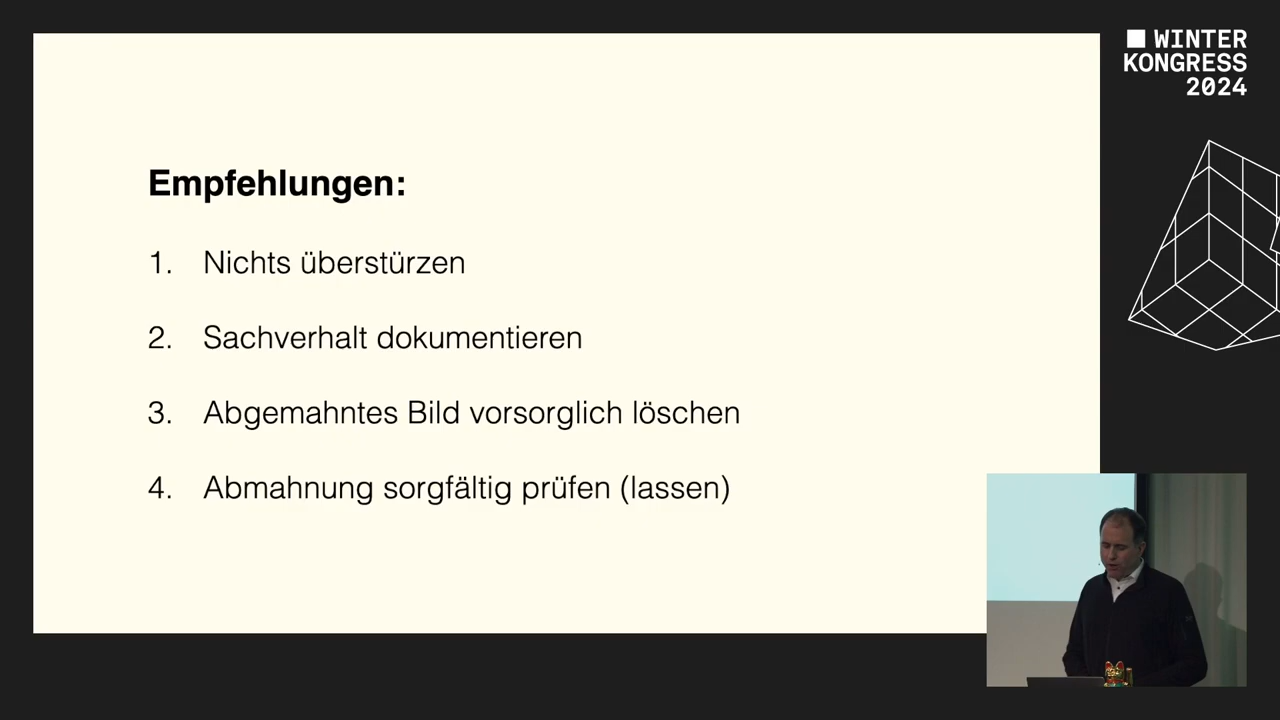 WINTER
KONGRESS
2024
Empfehlungen:
1. Nichts überstürzen
2. Sachverhalt dokumentieren
3. Abgemahntes Bild vorsorglich löschen
4. Abmahnung sorgfältig prüfen (lassen)